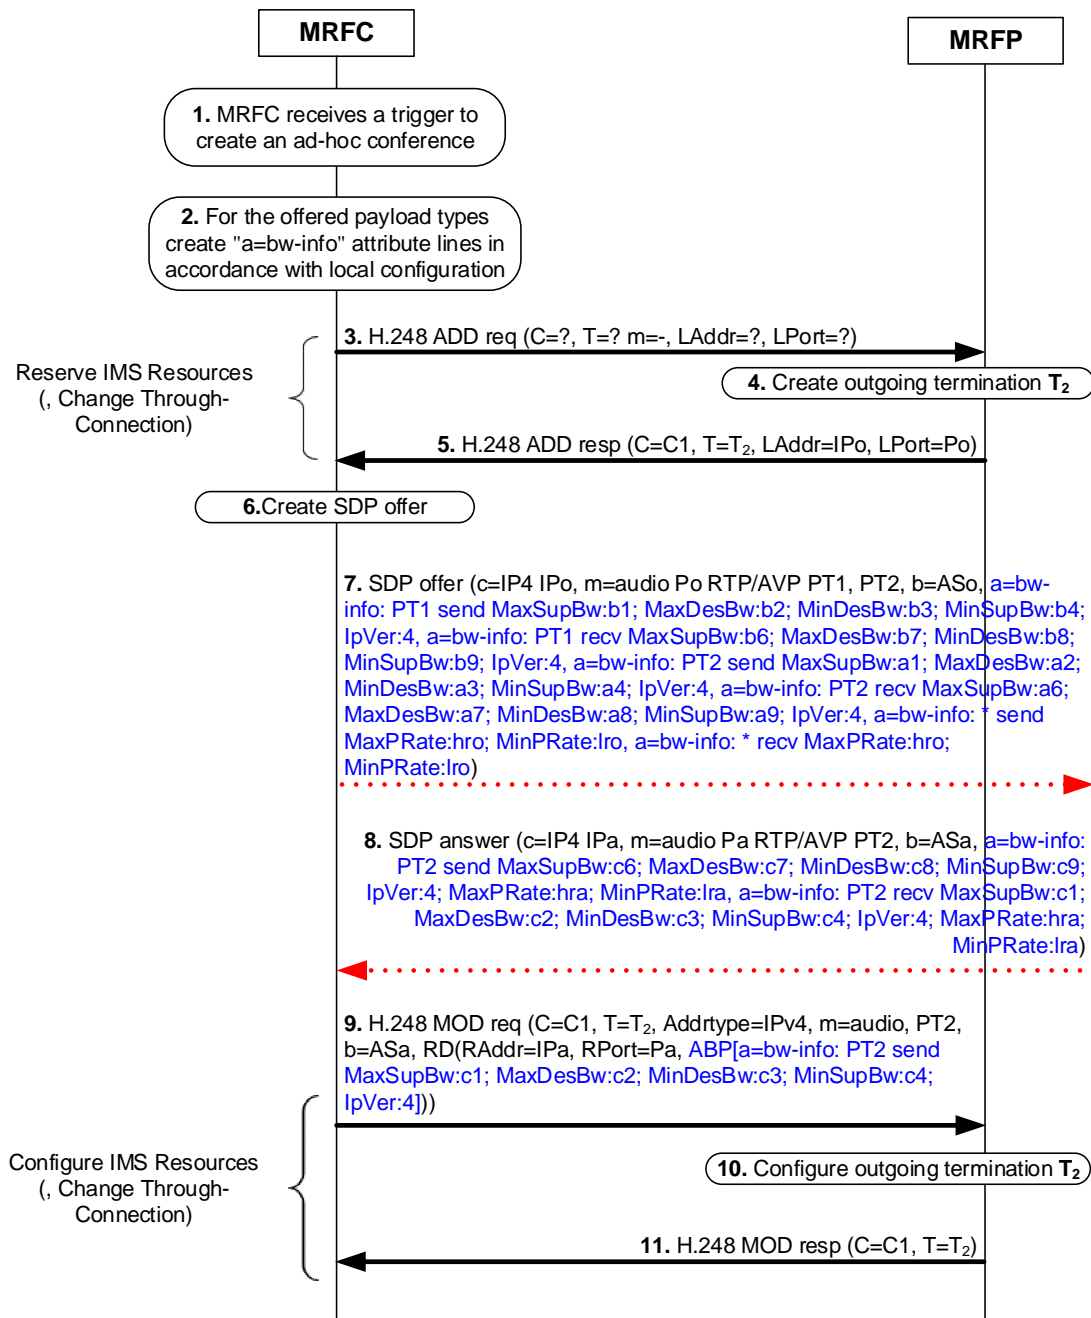 MRFC
MRFP
1. MRFC receives a trigger to
create an ad-hoc conference
2. For the offered payload types
create "a=bw-info" attribute lines in
accordance with local configuration
3. H.248 ADD req (C=?, T=? m=-, LAddr=?, LPort=?)
Reserve IMS Resources
(, Change Through-
Connection)
4. Create outgoing termination T2
5. H.248 ADD resp (C=C1, T=T2, LAddr=IPo, LPort=Po)
6.Create SDP offer
7. SDP offer (c=IP4 IPo, m=audio Po RTP/AVP PT1, PT2, b=ASo, a=bw-
info: PT1 send MaxSupBw:b1; MaxDesBw:b2; MinDesBw:b3; MinSupBw:b4;
IpVer:4, a=bw-info: PT1 recv MaxSupBw:b6; MaxDesBw:b7; MinDesBw:b8;
MinSupBw:b9; IpVer:4, a=bw-info: PT2 send MaxSupBw:a1; MaxDesBw:a2;
MinDesBw:a3; MinSupBw:a4; IpVer:4, a=bw-info: PT2 recv MaxSupBw:a6;
MaxDesBw:a7; MinDesBw:a8; MinSupBw:a9; IpVer:4, a=bw-info: * send
MaxPRate:hro; MinPRate:lro, a=bw-info: * recv MaxPRate:hro;
MinPRate:lro)
8. SDP answer (c=IP4 IPa, m=audio Pa RTP/AVP PT2, b=ASa, a=bw-info:
PT2 send MaxSupBw:c6; MaxDesBw:c7; MinDesBw:c8; MinSupBw:c9;
IpVer:4; MaxPRate:hra; MinPRate:lra, a=bw-info: PT2 recv MaxSupBw:c1;
MaxDesBw:c2; MinDesBw:c3; MinSupBw:c4; IpVer:4; MaxPRate:hra;
MinPRate:lra)
9. H.248 MOD req (C=C1, T=T2, Addrtype=IPv4, m=audio, PT2,
b=ASa, RD(RAddr=IPa, RPort=Pa, ABP[a=bw-info: PT2 send
MaxSupBw:c1; MaxDesBw:c2; MinDesBw:c3; MinSupBw:c4;
IpVer:4]))
Configure IMS Resources
(, Change Through-
Connection)
10. Configure outgoing termination T2
11. H.248 MOD resp (C=C1, T=T2)